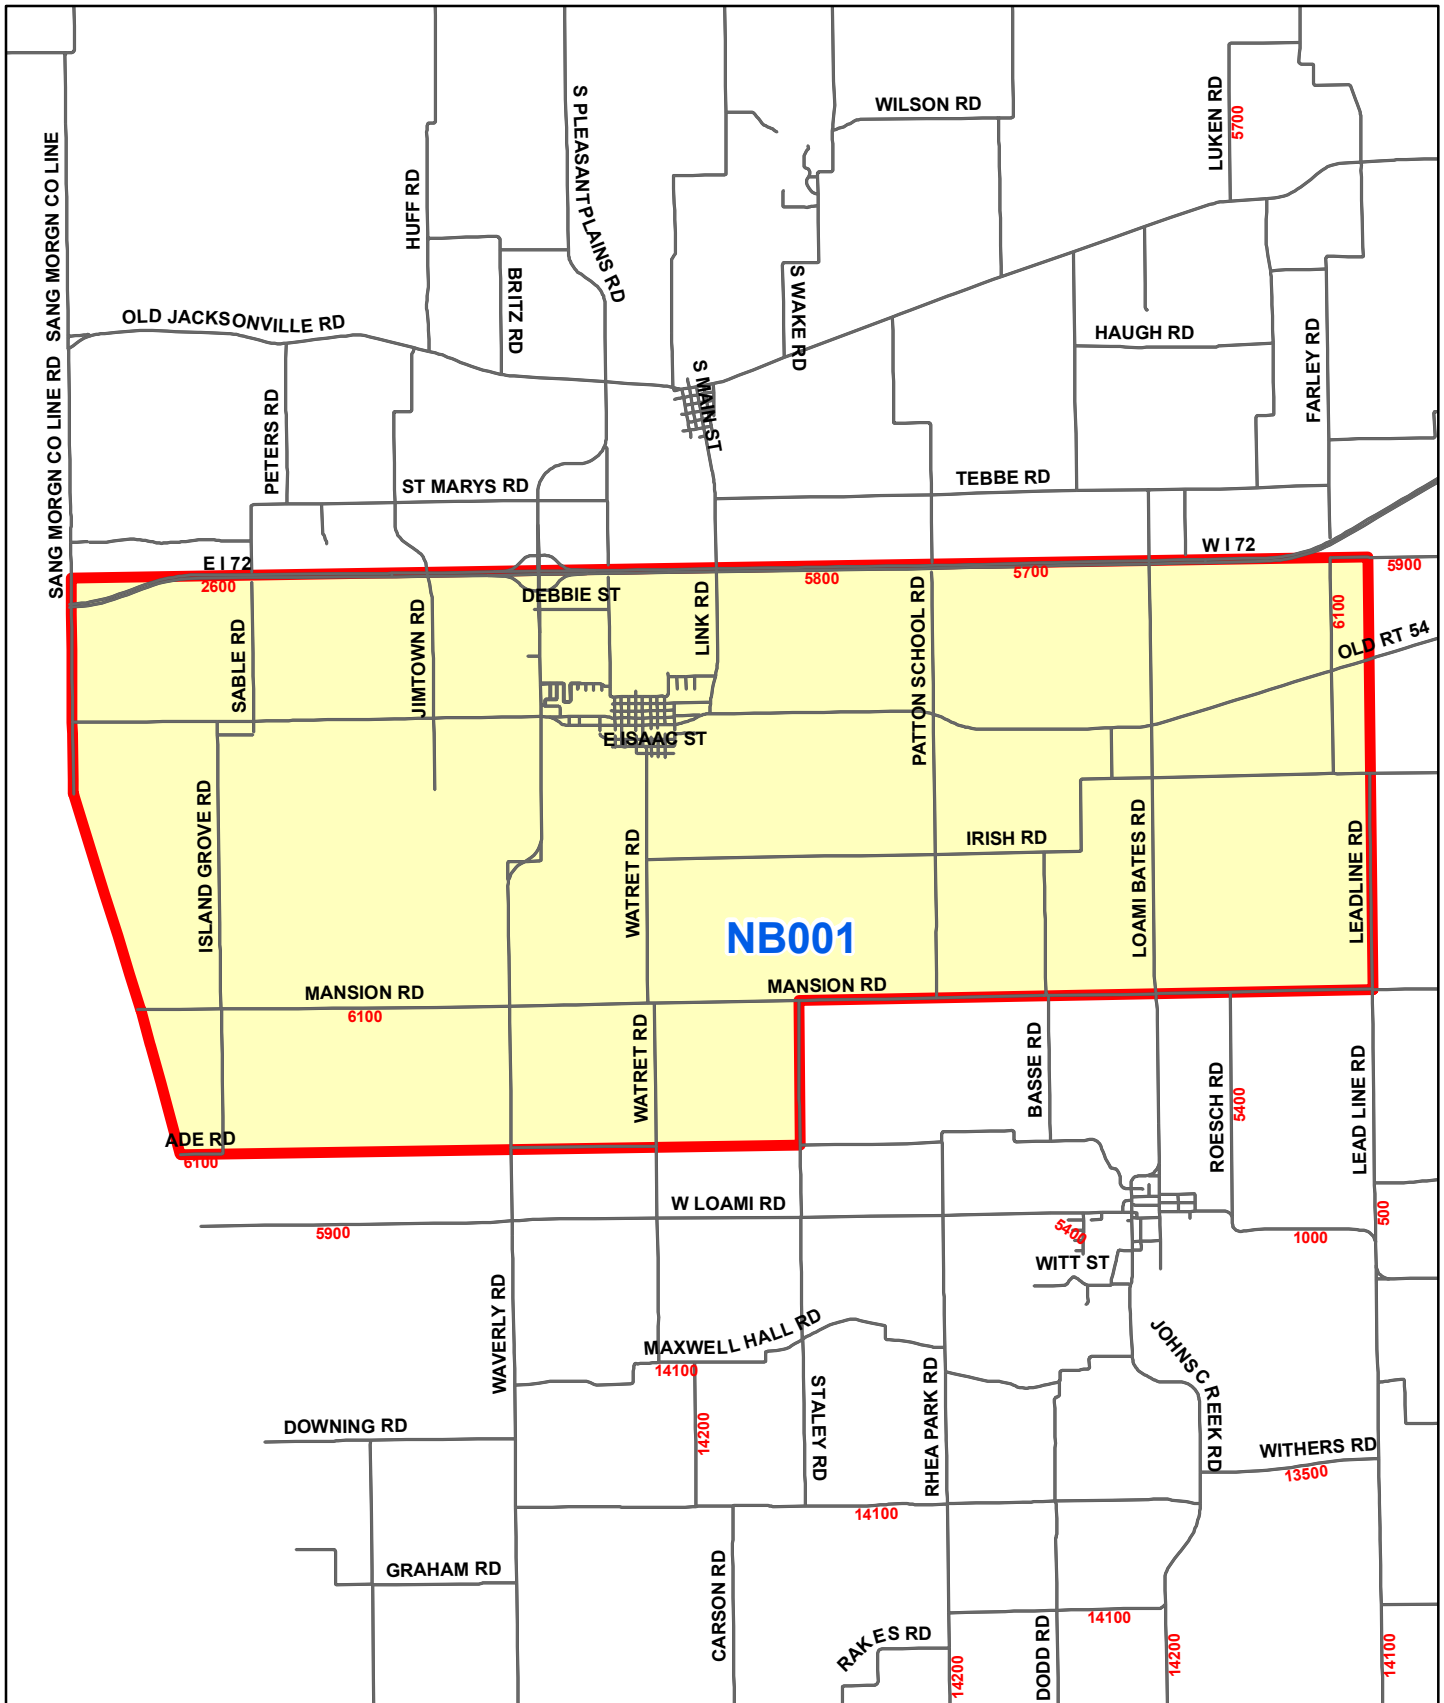 WILSON RD
LUKEN RD
5700
S PLEASANT PLAINS RD
SANG MORGN CO LINE
HUFF RD
BRITZ RD
S WAKE RD
OLD JACKSONVILLE RD
HAUGH RD
FARLEY RD
SANG MORGN CO LINE RD
PETERS RD
S MAIN ST
ST MARYS RD
TEBBE RD
E I 72
W I 72
2600
5800
5700
5900
DEBBIE ST
SABLE RD
JIMTOWN RD
LINK RD
PATTON SCHOOL RD
6100
OLD RT 54
E ISAAC ST
ISLAND GROVE RD
WATRET RD
IRISH RD
LOAMI BATES RD
LEADLINE RD
NB001
MANSION RD
6100
MANSION RD
WATRET RD
BASSE RD
ROESCH RD
5400
LEAD LINE RD
ADE RD
6100
W LOAMI RD
5900
5400
1000
500
WITT ST
WAVERLY RD
MAXWELL HALL RD
14100
JOHNS CREEK RD
STALEY RD
RHEA PARK RD
14200
DOWNING RD
WITHERS RD
13500
14100
GRAHAM RD
CARSON RD
RAKES RD
14200
DODD RD
14100
14200
14100